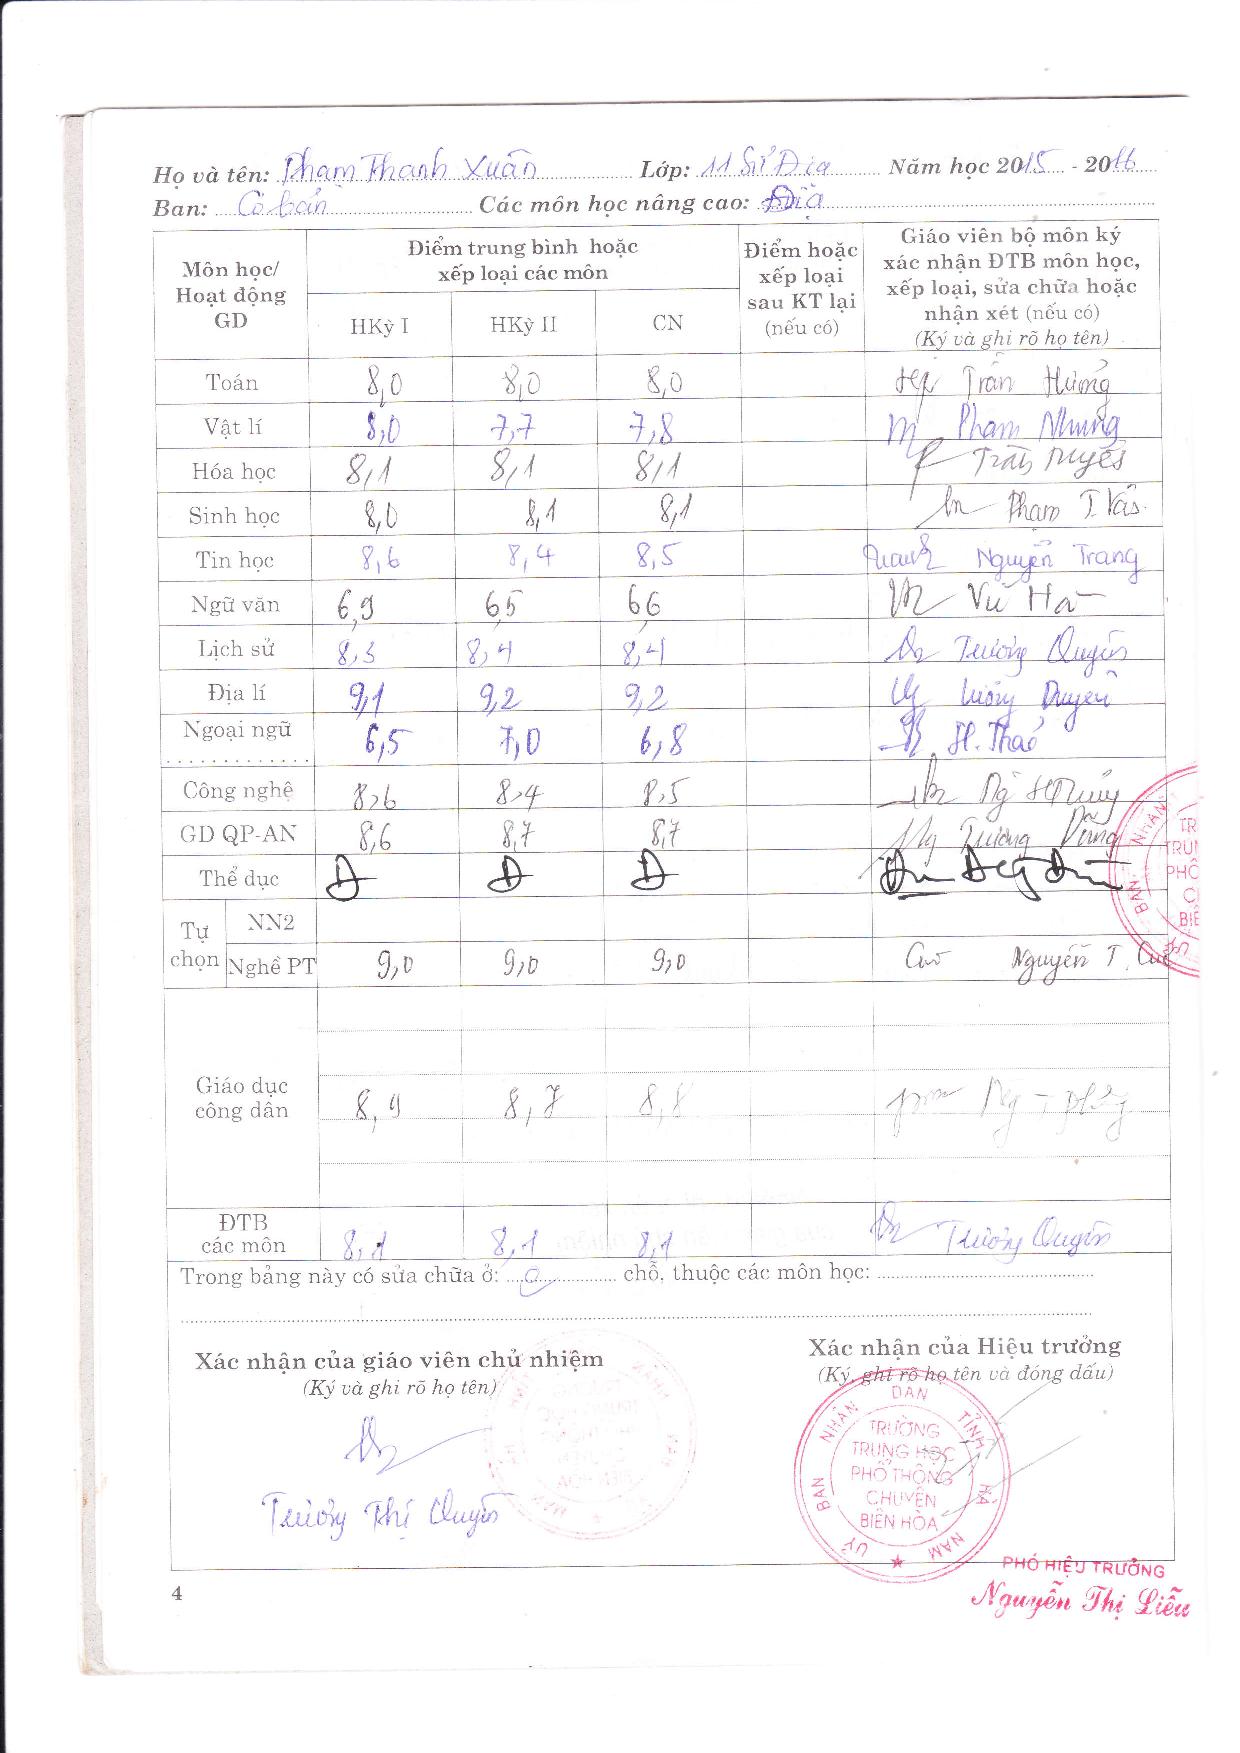 Họ và tên: Phạm Thanh Xuân Lớp: 11 Sử Địa Năm học 2015 - 2016
Ban: Cơ bản Các môn học nâng cao: Địa
Môn học/ Hoạt động GD
Điểm trung bình hoặc xếp loại các môn
Điểm hoặc xếp loại sau KT lại (nếu có)
Giáo viên bộ môn ký xác nhận ĐTB môn học, xếp loại, sửa chữa hoặc nhận xét (nếu có) (Ký và ghi rõ họ tên)
HKỳ I HKỳ II CN
Toán 8,0 8,0 8,0 Trần Hương
Vật lí 8,0 7,7 7,8 Phạm Nhung
Hóa học 8,1 8,1 8,1 Trần
Sinh học 8,0 8,1 8,1 Phạm T. Vân
Tin học 8,6 8,4 8,5 Nguyễn Trang
Ngữ văn 6,9 6,5 6,6 Vũ Hà
Lịch sử 8,3 8,4 8,4 Trương Quyên
Địa lí 9,1 9,2 9,2 Lương Duyên
Ngoại ngữ 6,5 7,0 6,8 H. Thảo
Công nghệ 8,6 8,4 8,5
GD QP-AN 8,6 8,7 8,7 Trương Dũng
Thể dục Đ Đ Đ
Tự chọn
NN2
Nghề PT 9,0 9,0 9,0 Nguyễn T.
Giáo dục công dân 8,9 8,7 8,8
ĐTB các môn 8,1 8,1 8,1 Trương Quyên
Trong bảng này có sửa chữa ở: 0 chỗ, thuộc các môn học:
Xác nhận của giáo viên chủ nhiệm
(Ký và ghi rõ họ tên)
Trương Thị Quyên
Xác nhận của Hiệu trưởng
(Ký, ghi rõ họ tên và đóng dấu)
UỶ BAN NHÂN DÂN TỈNH HÀ NAM
TRƯỜNG
TRUNG HỌC
PHỔ THÔNG
CHUYÊN
BIÊN HÒA
PHÓ HIỆU TRƯỞNG
Nguyễn Thị Liễu
4